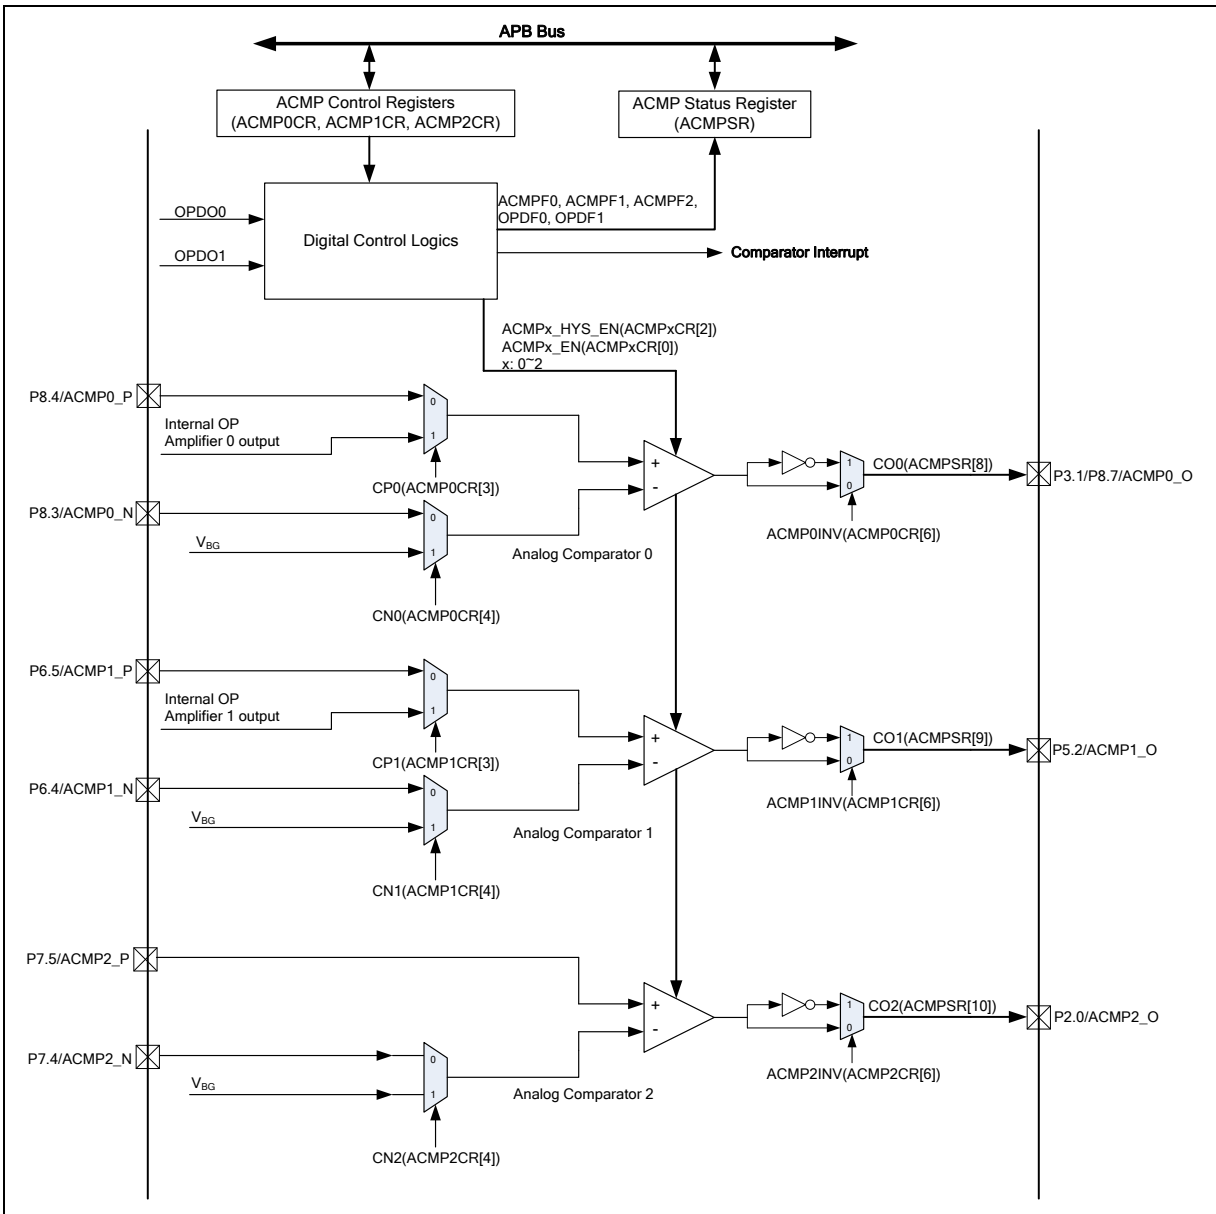 APB Bus
ACMP Control Registers
(ACMP0CR, ACMP1CR, ACMP2CR)
ACMP Status Register
(ACMPSR)
OPDO0
OPDO1
Digital Control Logics
ACMPF0, ACMPF1, ACMPF2,
OPDF0, OPDF1
Comparator Interrupt
ACMPx_HYS_EN(ACMPxCR[2])
ACMPx_EN(ACMPxCR[0])
x: 0~2
P8.4/ACMP0_P
0
Internal OP
Amplifier 0 output
1
CP0(ACMP0CR[3])
+
-
1
0
CO0(ACMPSR[8])
P3.1/P8.7/ACMP0_O
P8.3/ACMP0_N
0
VBG
1
Analog Comparator 0
ACMP0INV(ACMP0CR[6])
CN0(ACMP0CR[4])
P6.5/ACMP1_P
0
Internal OP
Amplifier 1 output
1
CP1(ACMP1CR[3])
+
-
1
0
CO1(ACMPSR[9])
P5.2/ACMP1_O
P6.4/ACMP1_N
0
VBG
1
Analog Comparator 1
ACMP1INV(ACMP1CR[6])
CN1(ACMP1CR[4])
P7.5/ACMP2_P
+
-
1
0
CO2(ACMPSR[10])
P2.0/ACMP2_O
P7.4/ACMP2_N
0
VBG
1
Analog Comparator 2
ACMP2INV(ACMP2CR[6])
CN2(ACMP2CR[4])